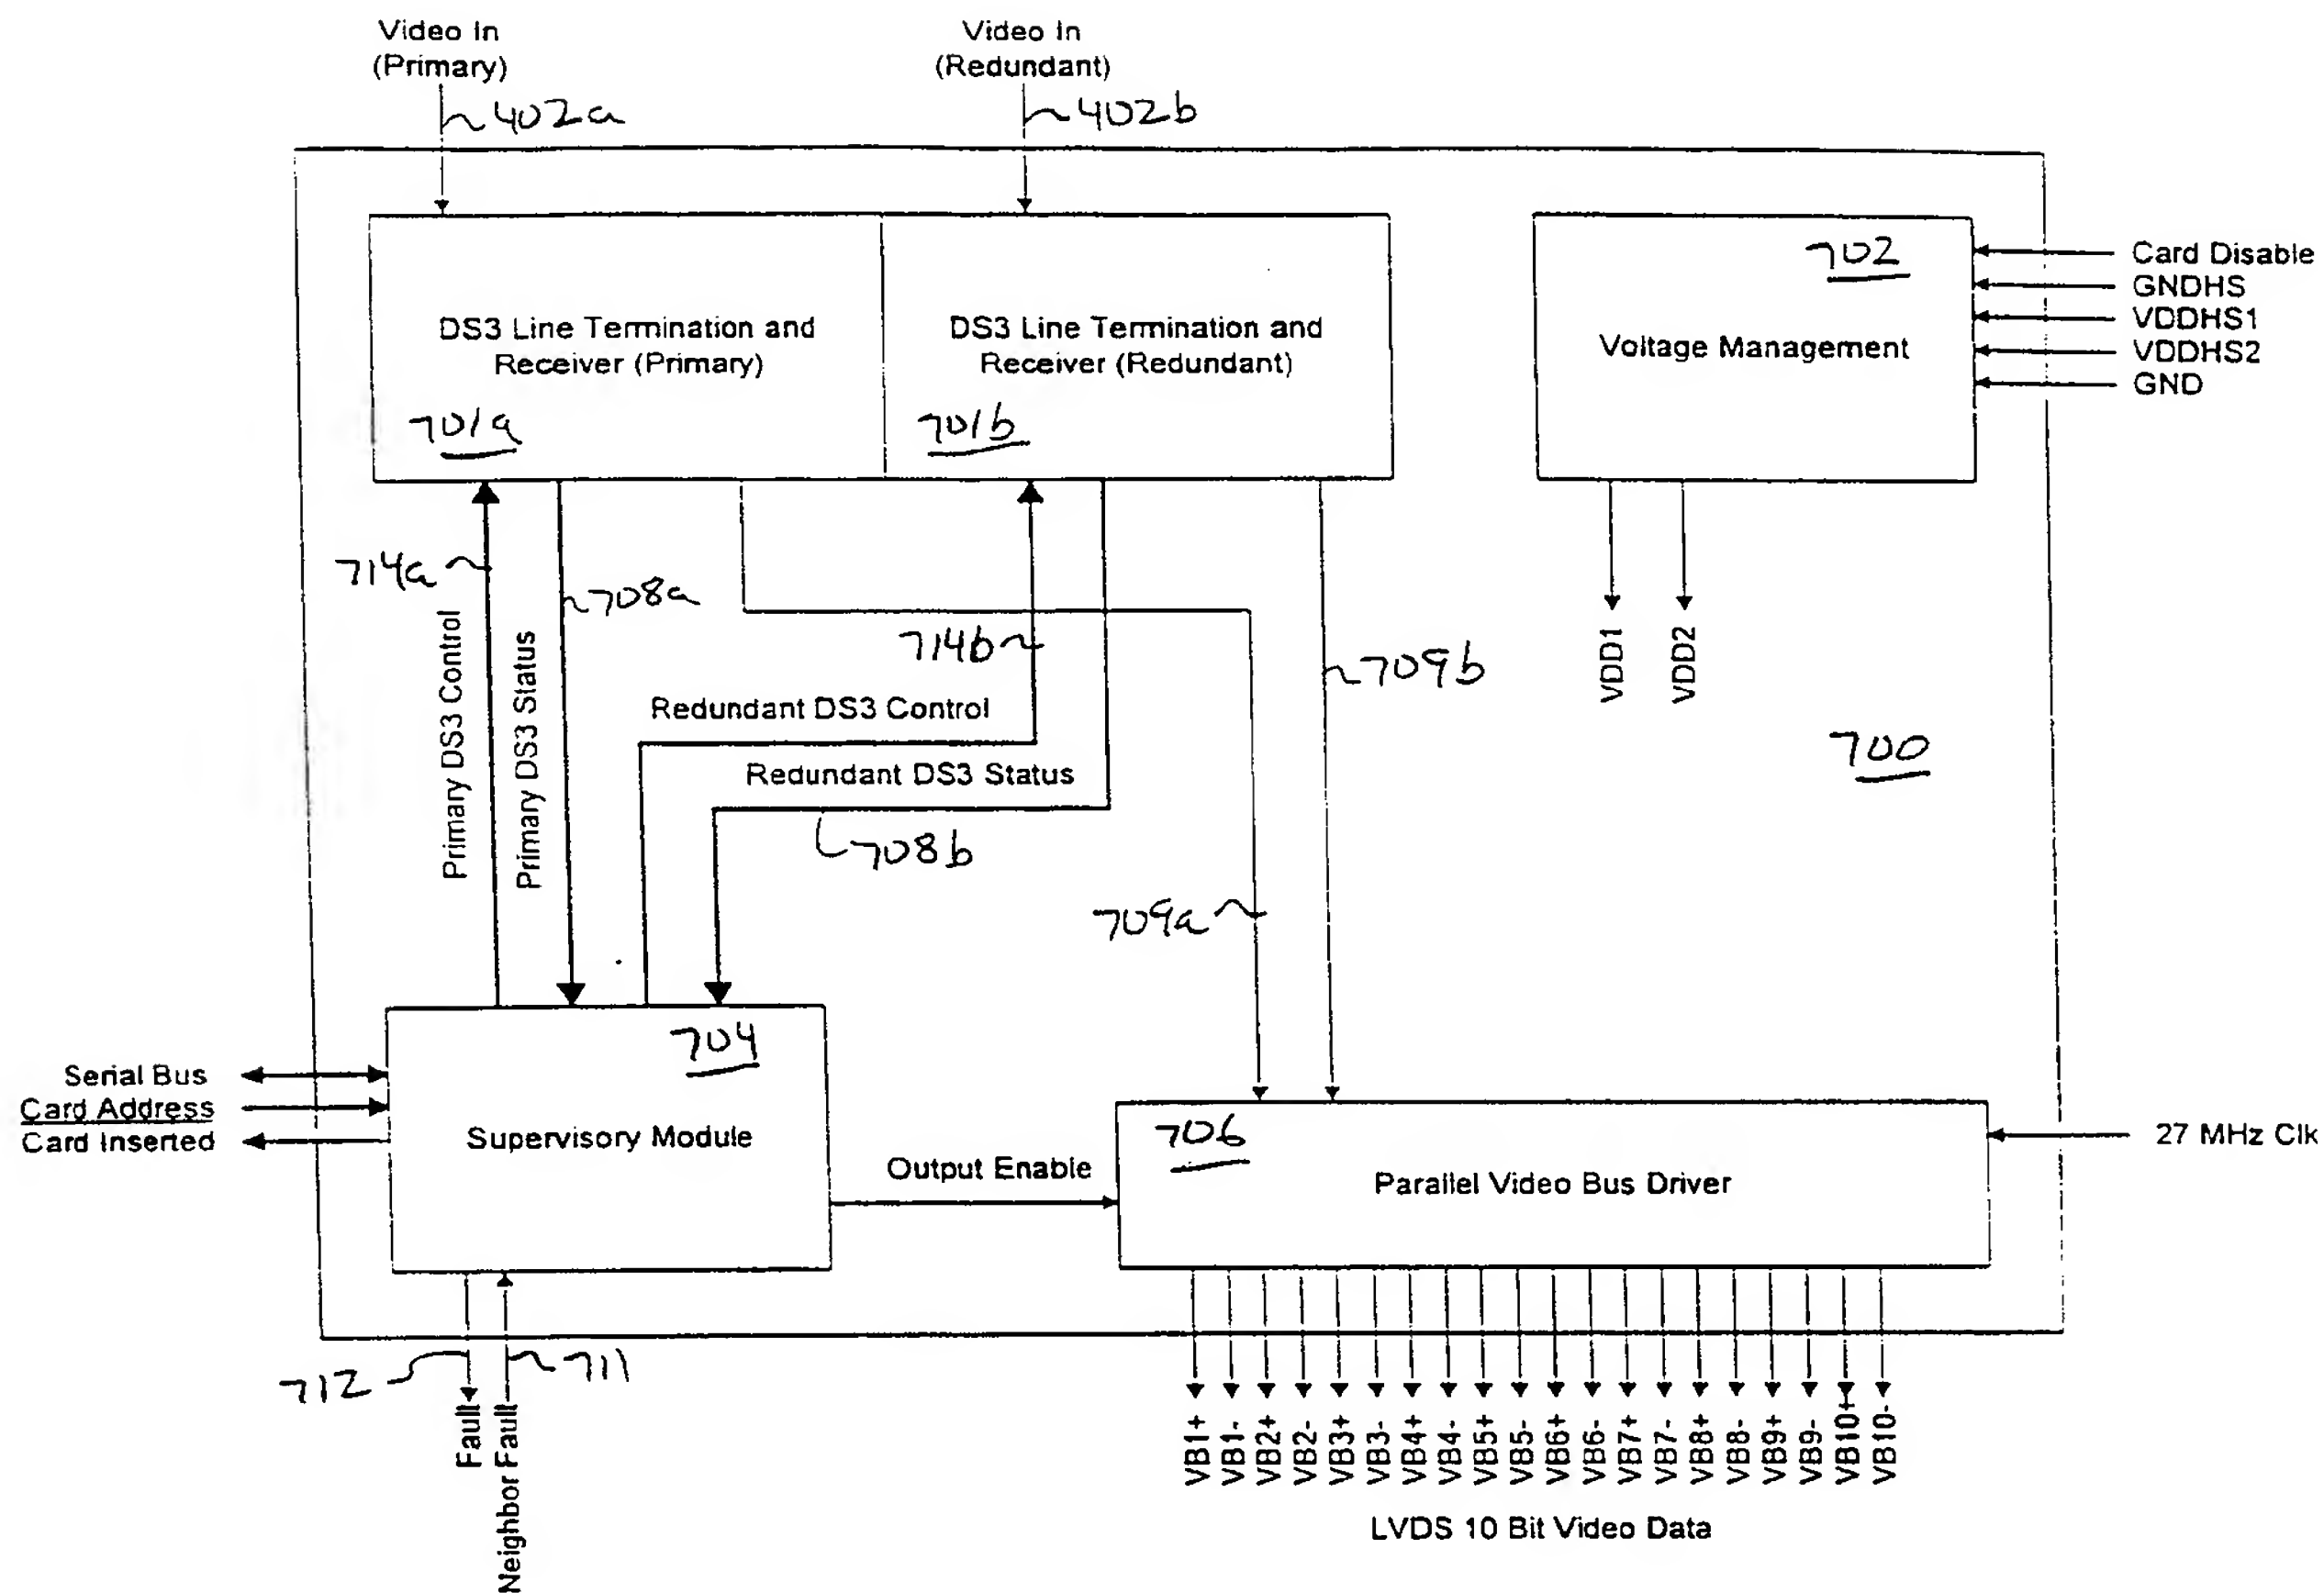 Video In
(Primary)
Video In
(Redundant)
402a
402b
702
Card Disable
GNDHS
VDDHS1
VDDHS2
GND
DS3 Line Termination and
Receiver (Primary)
701a
DS3 Line Termination and
Receiver (Redundant)
701b
Voltage Management
714a
708a
714b
709b
Primary DS3 Control
Primary DS3 Status
Redundant DS3 Control
Redundant DS3 Status
708b
709a
VDD1
VDD2
700
704
Serial Bus
Card Address
Card Inserted
Supervisory Module
Output Enable
706
Parallel Video Bus Driver
27 MHz Clk
712
711
Fault
Neighbor Fault
VB1+
VB1-
VB2+
VB2-
VB3+
VB3-
VB4+
VB4-
VB5+
VB5-
VB6+
VB6-
VB7+
VB7-
VB8+
VB8-
VB9+
VB9-
VB10+
VB10-
LVDS 10 Bit Video Data